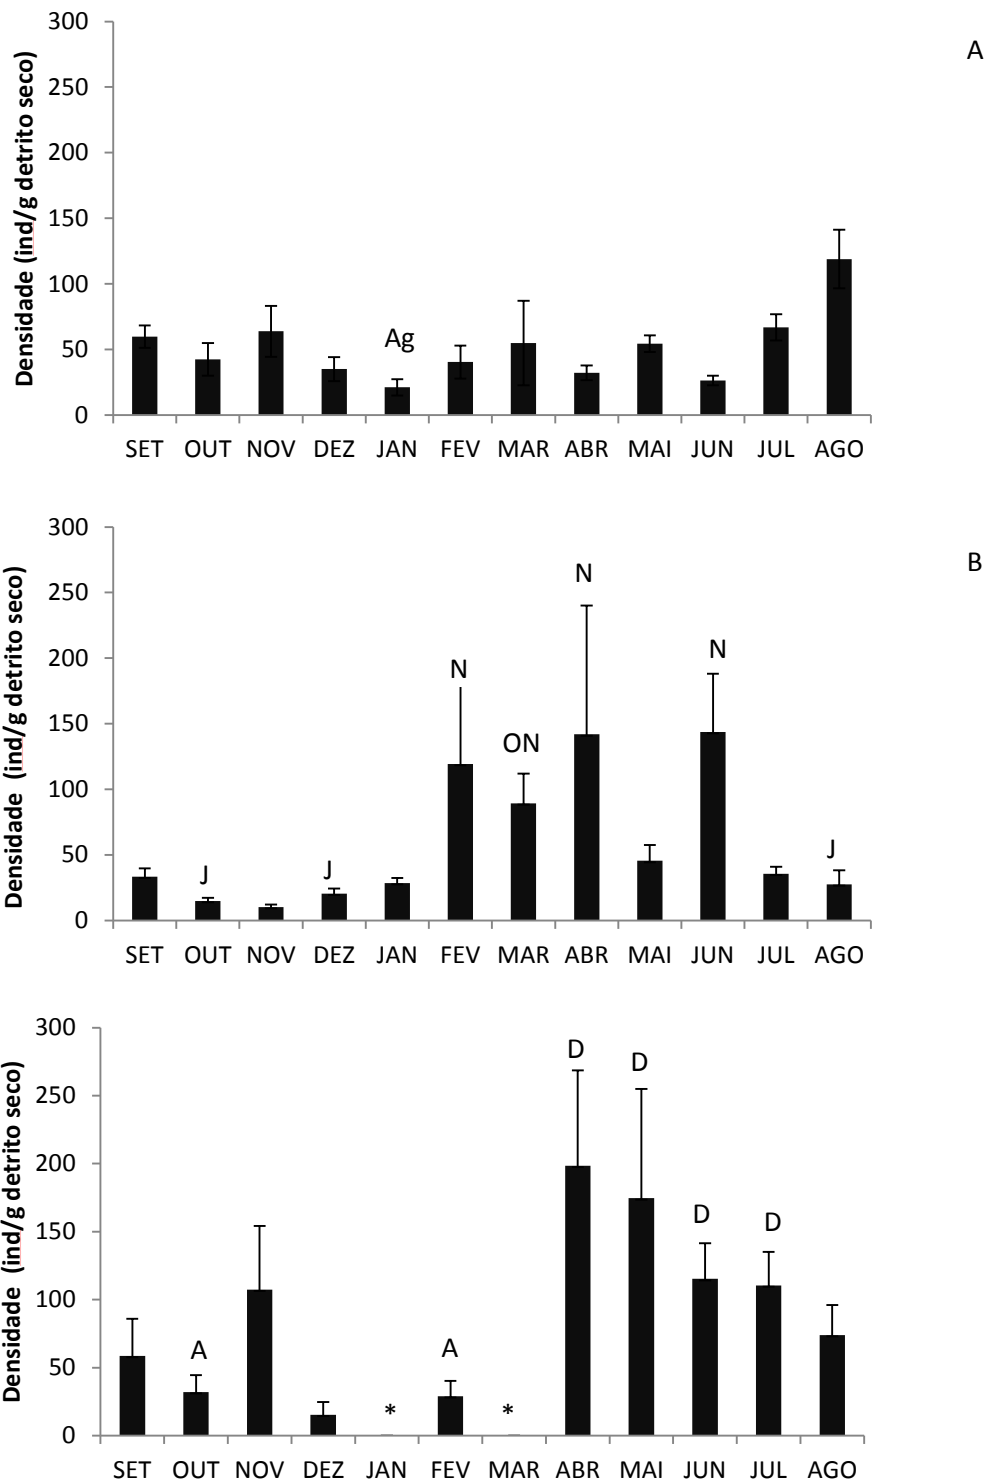 A
Densidade (ind/g detrito seco)
300
250
200
150
100
50
0
Ag
SET OUT NOV DEZ JAN FEV MAR ABR MAI JUN JUL AGO
B
Densidade (ind/g detrito seco)
300
250
200
150
100
50
0
J J N ON N N J
SET OUT NOV DEZ JAN FEV MAR ABR MAI JUN JUL AGO
Densidade (ind/g detrito seco)
300
250
200
150
100
50
0
A * A * D D D D
SET OUT NOV DEZ JAN FEV MAR ABR MAI JUN JUL AGO